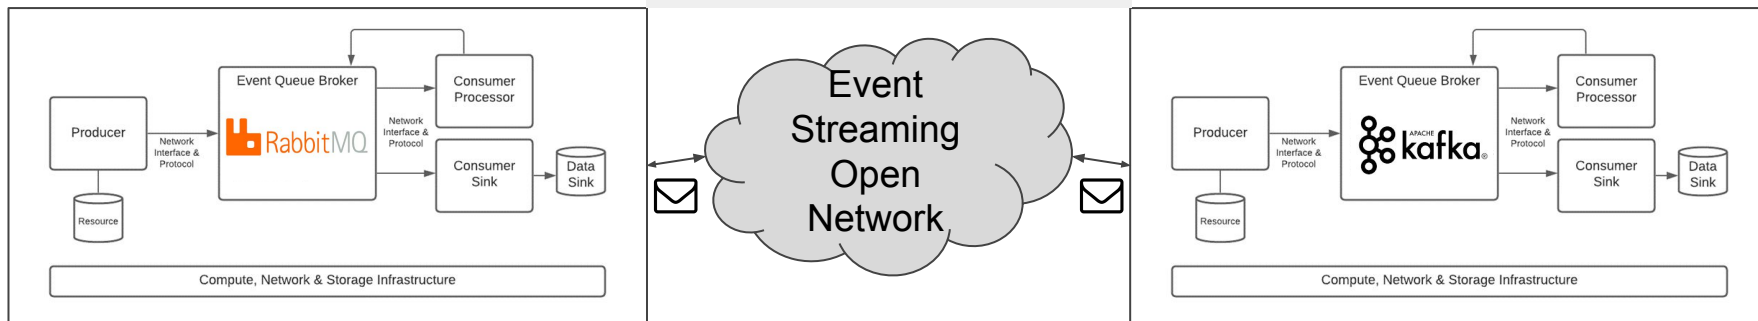 Event Queue Broker
Consumer
Processor
Producer
Network
Interface &
Protocol
RabbitMQ
Network
Interface &
Protocol
Consumer
Sink
Data
Sink
Resource
Compute, Network & Storage Infrastructure
Event
Streaming
Open
Network
Event Queue Broker
Consumer
Processor
Producer
Network
Interface &
Protocol
APACHE
kafka®
Network
Interface &
Protocol
Consumer
Sink
Data
Sink
Resource
Compute, Network & Storage Infrastructure